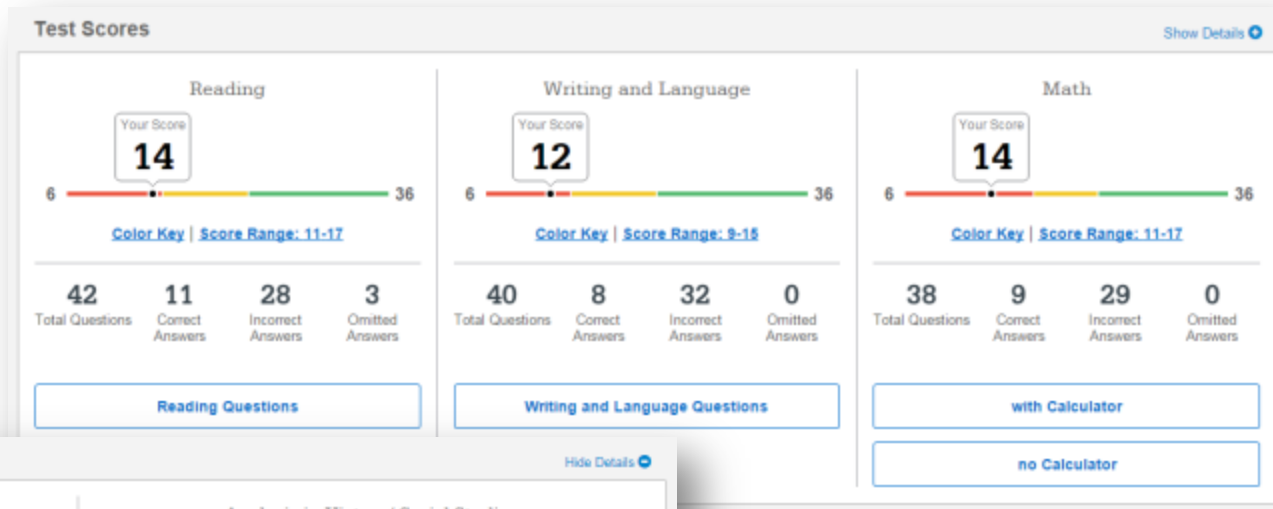 Test Scores
Show Details
Reading
Your Score
14
6
36
Color Key | Score Range: 11-17
42
11
28
3
Total Questions
Correct Answers
Incorrect Answers
Omitted Answers
Reading Questions
Writing and Language
Your Score
12
6
36
Color Key | Score Range: 9-15
40
8
32
0
Total Questions
Correct Answers
Incorrect Answers
Omitted Answers
Writing and Language Questions
Math
Your Score
14
6
36
Color Key | Score Range: 11-17
38
9
29
0
Total Questions
Correct Answers
Incorrect Answers
Omitted Answers
with Calculator
no Calculator
Hide Details